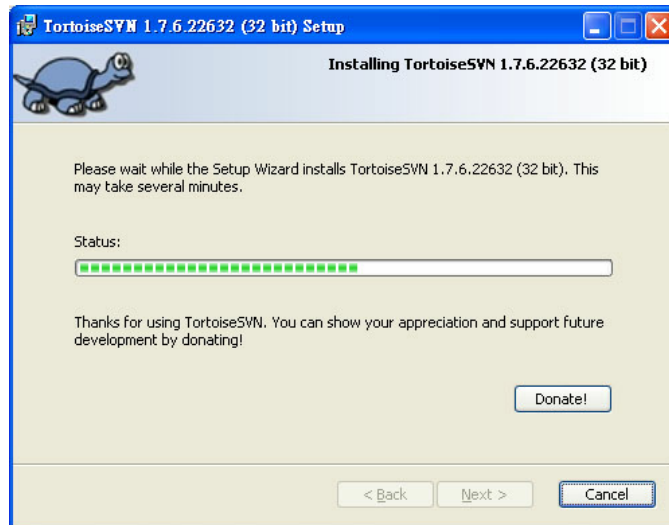 TortoiseSVN 1.7.6.22632 (32 bit) Setup
Installing TortoiseSVN 1.7.6.22632 (32 bit)
Please wait while the Setup Wizard installs TortoiseSVN 1.7.6.22632 (32 bit). This
may take several minutes.
Status:
Thanks for using TortoiseSVN. You can show your appreciation and support future
development by donating!
Donate!
< Back
Next >
Cancel